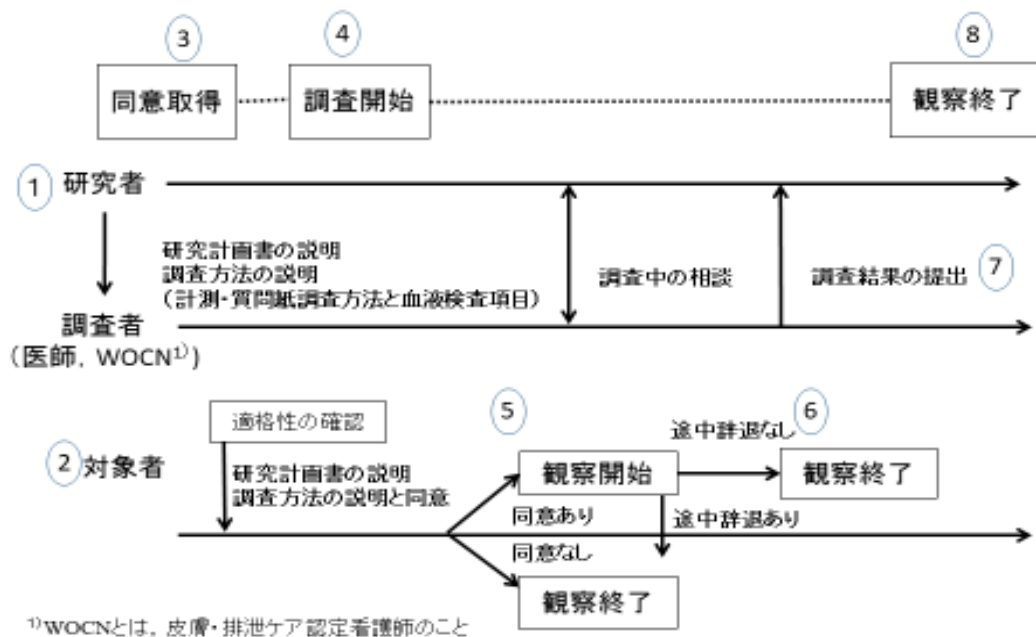 ③ ④ ⑧
同意取得 調査開始 観察終了
① 研究者
研究計画書の説明
調査方法の説明
(計測・質問紙調査方法と血液検査項目)
調査中の相談
調査結果の提出 ⑦
調査者
(医師, WOCN¹⁾)
適格性の確認
⑤ ⑥
途中辞退なし
② 対象者
研究計画書の説明
調査方法の説明と同意
観察開始 観察終了
同意あり 途中辞退あり
同意なし
観察終了
¹⁾WOCNとは, 皮膚・排泄ケア認定看護師のこと